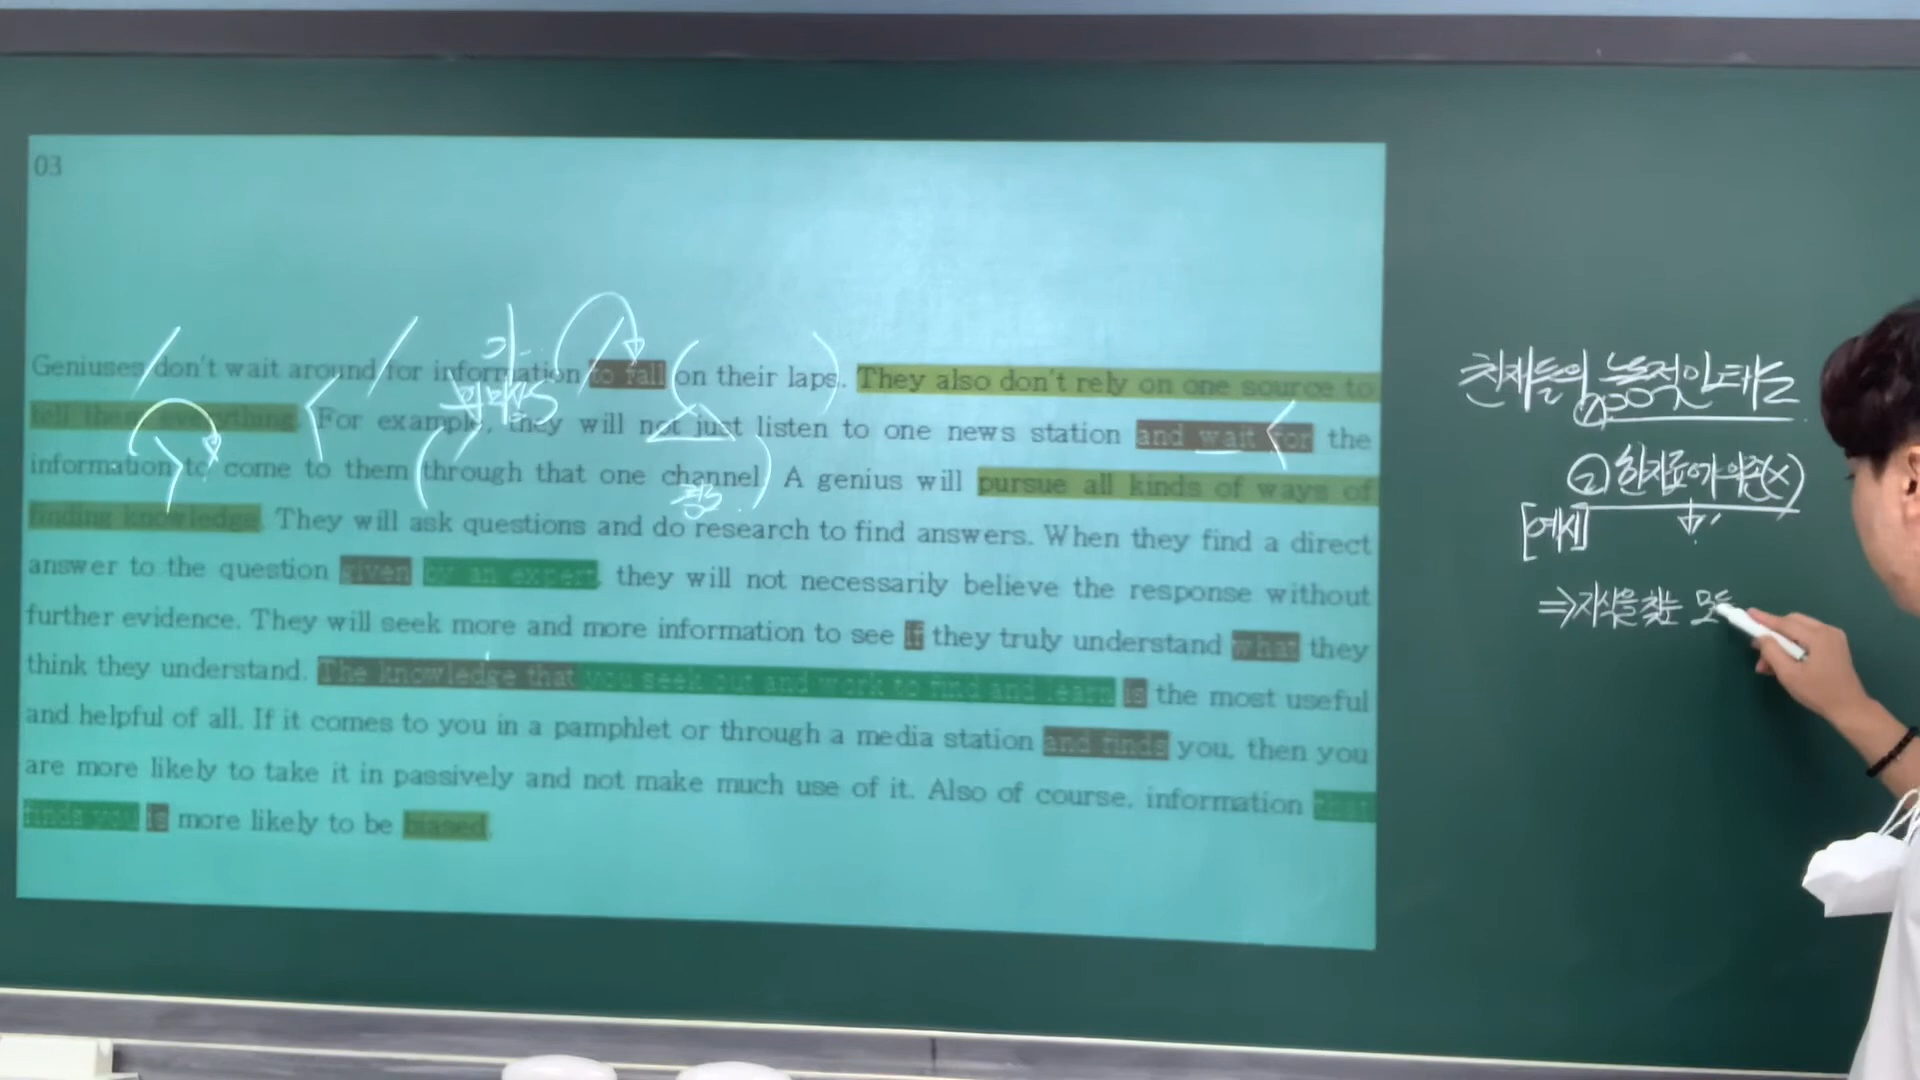 03
Geniuses don't wait around for information to fall on their laps. They also don't rely on one source to
tell them everything. For example, they will not just listen to one news station and wait for the
information to come to them through that one channel. A genius will pursue all kinds of ways of
finding knowledge. They will ask questions and do research to find answers. When they find a direct
answer to the question given by an expert, they will not necessarily believe the response without
further evidence. They will seek more and more information to see if they truly understand what they
think they understand. The knowledge that you seek out and work to find and learn is the most useful
and helpful of all. If it comes to you in a pamphlet or through a media station and finds you, then you
are more likely to take it in passively and not make much use of it. Also of course, information that
finds you is more likely to be biased.
천재들의 능동적인 태도
② 한 자료에만 의존(X)
[예시]
⇒ 지식을 찾는 모든